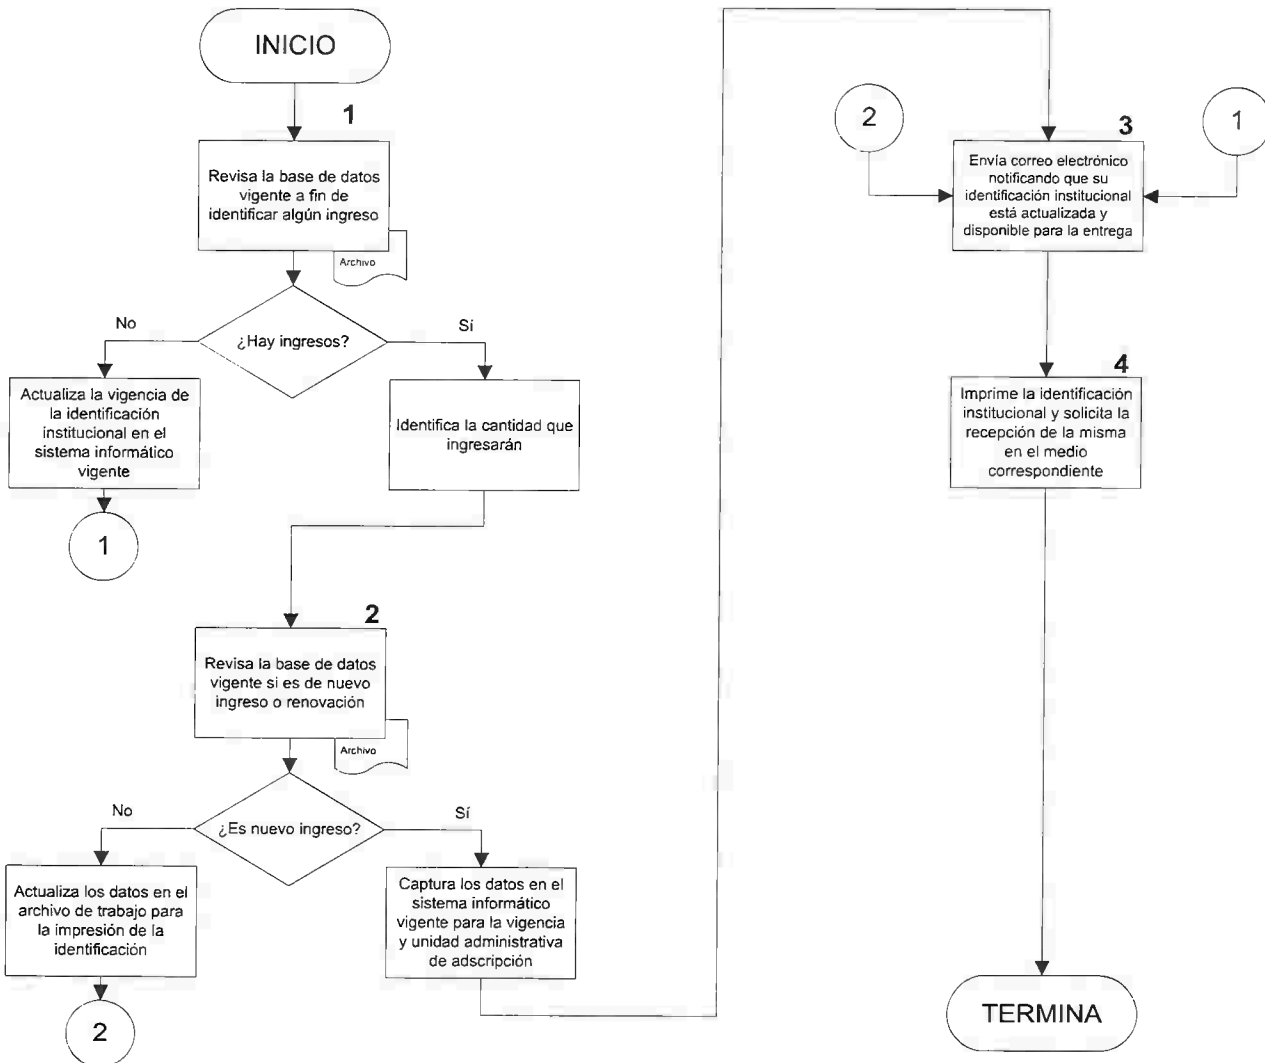 INICIO
1
Revisa la base de datos
vigente a fin de
identificar algún ingreso
Archivo
¿Hay ingresos?
No
Sí
Actualiza la vigencia de
la identificación
institucional en el
sistema informático
vigente
Identifica la cantidad que
ingresarán
1
2
Revisa la base de datos
vigente si es de nuevo
ingreso o renovación
Archivo
¿Es nuevo ingreso?
No
Sí
Actualiza los datos en el
archivo de trabajo para
la impresión de la
identificación
Captura los datos en el
sistema informático
vigente para la vigencia
y unidad administrativa
de adscripción
2
2
3
1
Envía correo electrónico
notificando que su
identificación institucional
está actualizada y
disponible para la entrega
4
Imprime la identificación
institucional y solicita la
recepción de la misma
en el medio
correspondiente
TERMINA